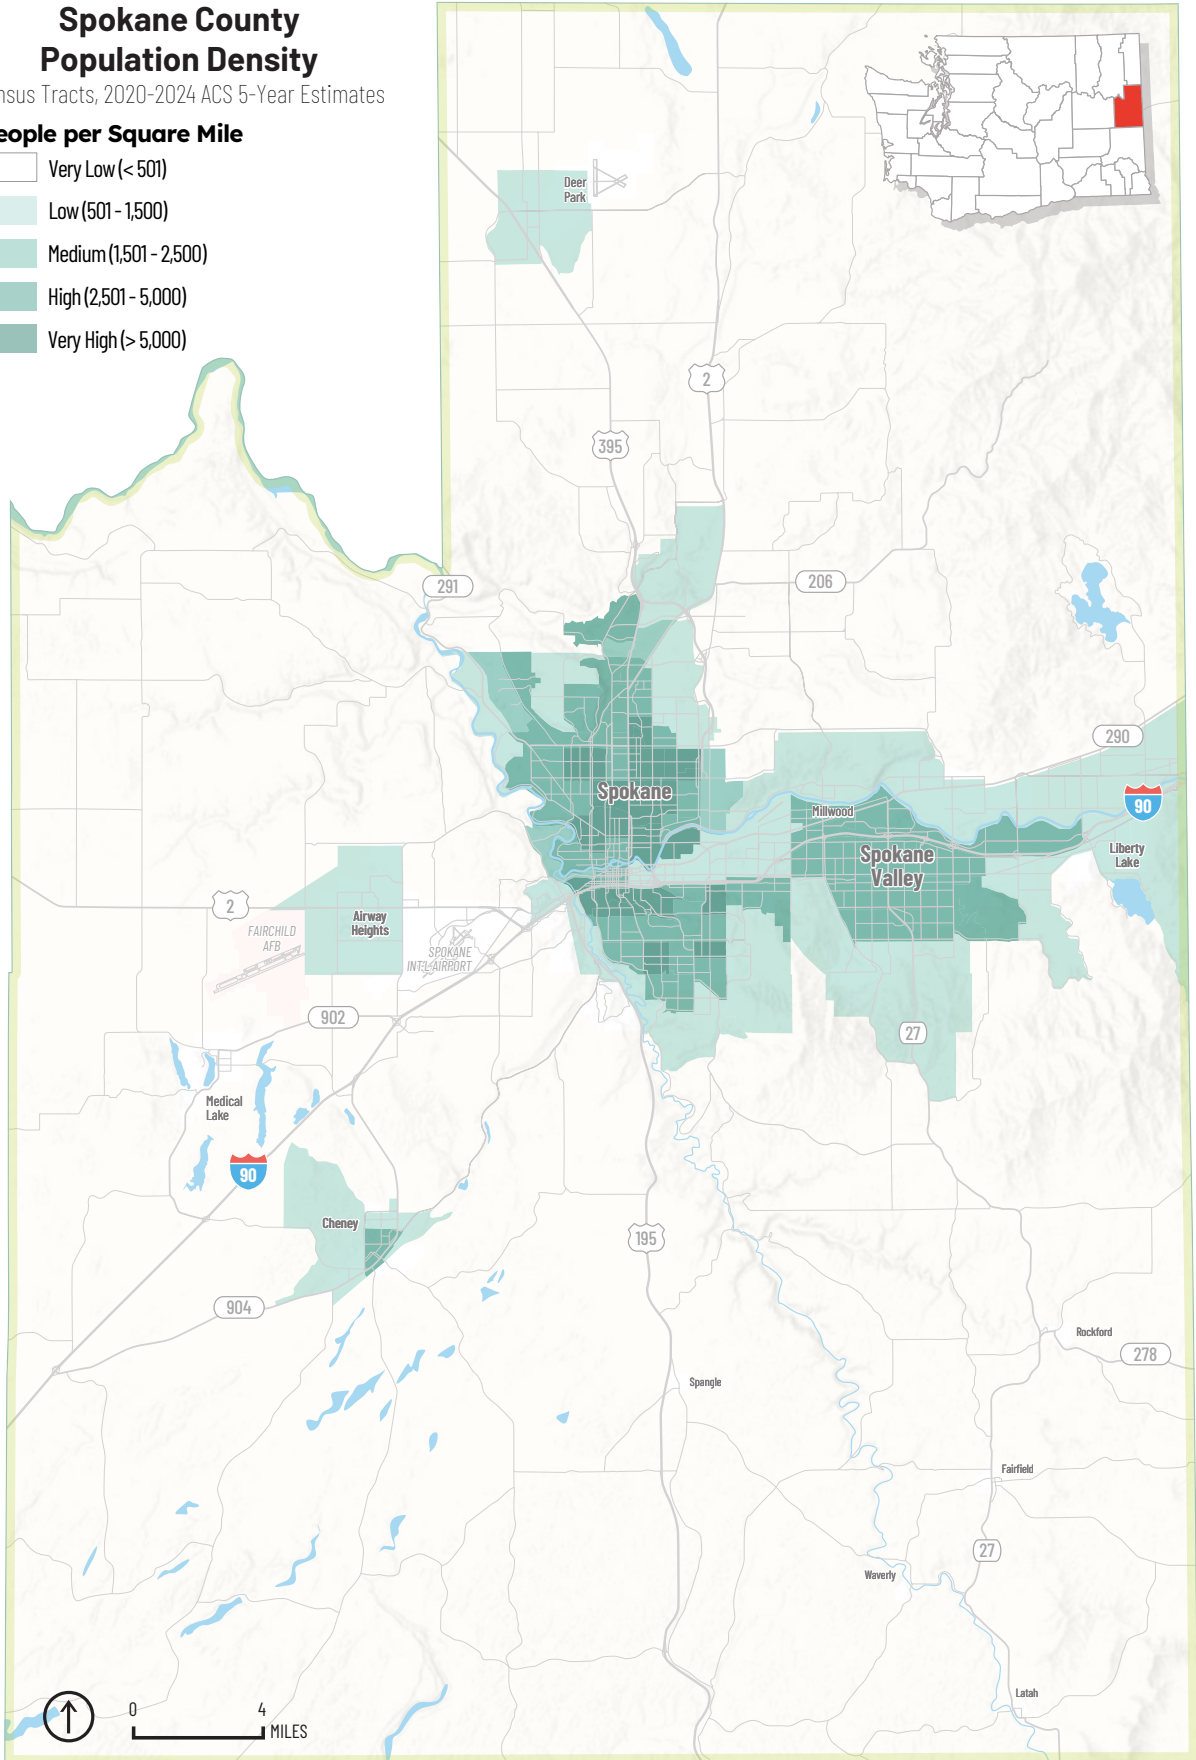 Spokane County
Population Density
nsus Tracts, 2020-2024 ACS 5-Year Estimates
eople per Square Mile
Very Low (< 501)
Low (501 - 1,500)
Medium (1,501 - 2,500)
High (2,501 - 5,000)
Very High (> 5,000)
Deer
Park
2
395
291
206
290
Spokane
Millwood
90
Spokane
Valley
Liberty
Lake
2
Airway
Heights
FAIRCHILD
AFB
SPOKANE
INT'L AIRPORT
902
27
Medical
Lake
90
Cheney
195
904
Rockford
278
Spangle
Fairfield
27
Waverly
Latah
0
4
MILES